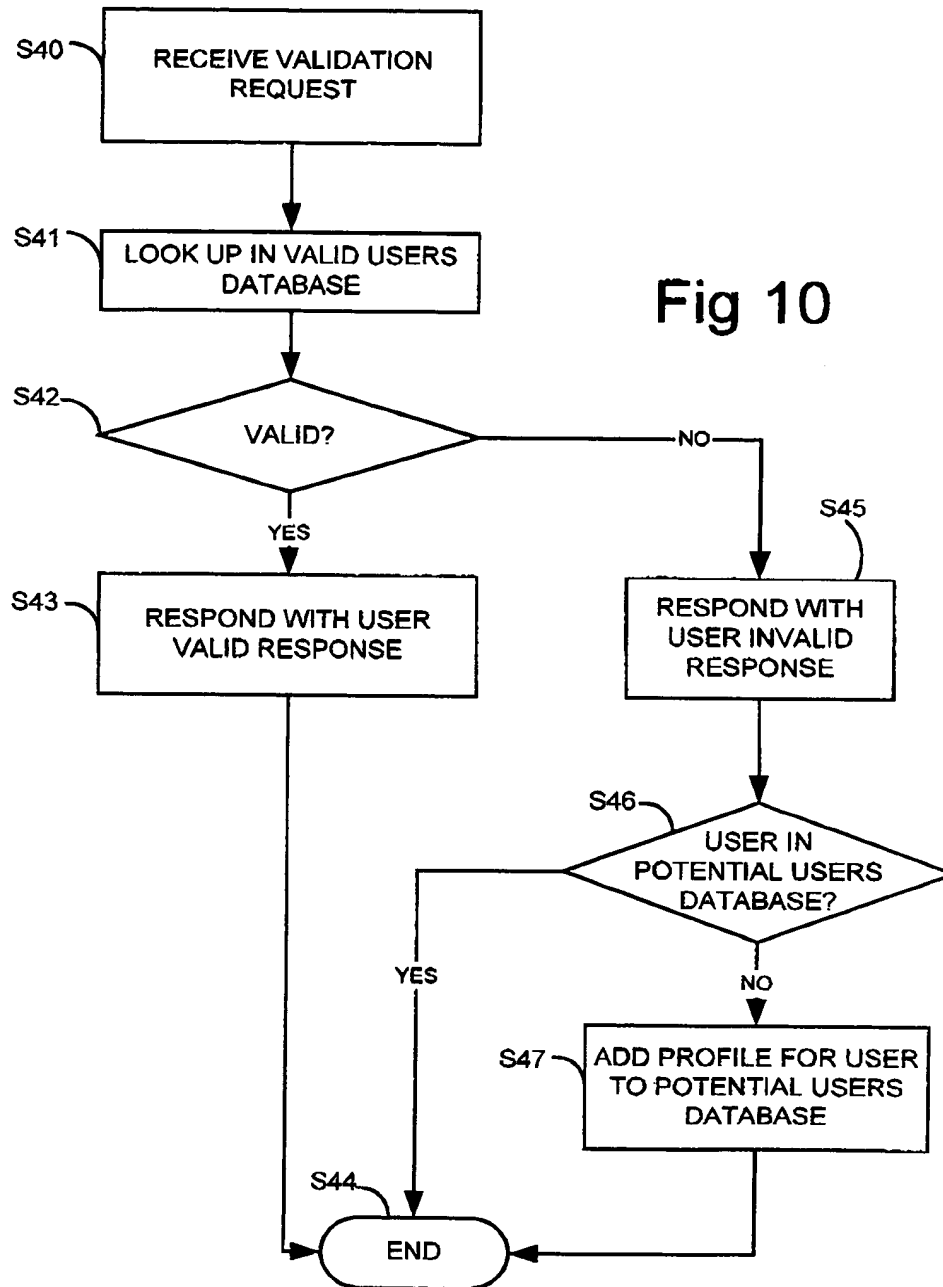 S40
RECEIVE VALIDATION
REQUEST
S41
LOOK UP IN VALID USERS
DATABASE
Fig 10
S42
VALID?
NO
YES
S45
S43
RESPOND WITH USER
VALID RESPONSE
RESPOND WITH
USER INVALID
RESPONSE
S46
USER IN
POTENTIAL USERS
DATABASE?
YES
NO
S47
ADD PROFILE FOR USER
TO POTENTIAL USERS
DATABASE
S44
END